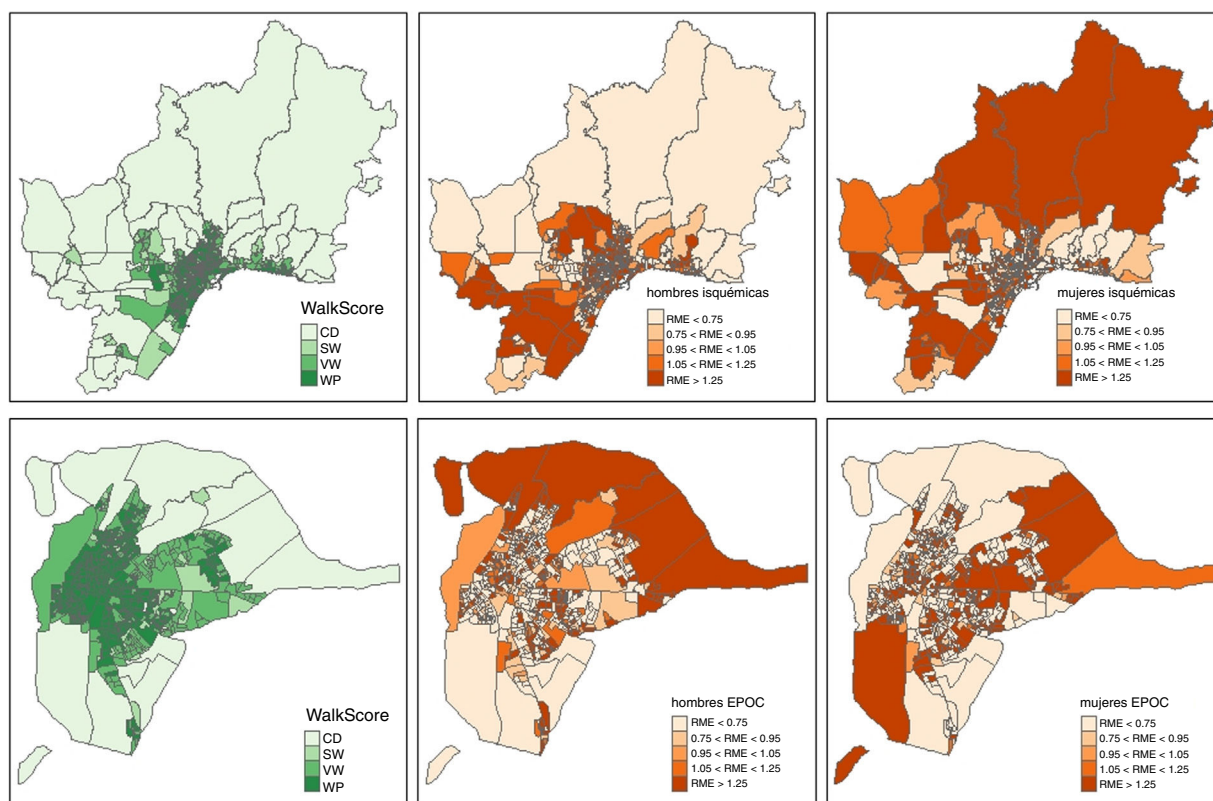 WalkScore
CD
SW
VW
WP
hombres isquémicas
RME < 0.75
0.75 < RME < 0.95
0.95 < RME < 1.05
1.05 < RME < 1.25
RME > 1.25
mujeres isquémicas
RME < 0.75
0.75 < RME < 0.95
0.95 < RME < 1.05
1.05 < RME < 1.25
RME > 1.25
WalkScore
CD
SW
VW
WP
hombres EPOC
RME < 0.75
0.75 < RME < 0.95
0.95 < RME < 1.05
1.05 < RME < 1.25
RME > 1.25
mujeres EPOC
RME < 0.75
0.75 < RME < 0.95
0.95 < RME < 1.05
1.05 < RME < 1.25
RME > 1.25